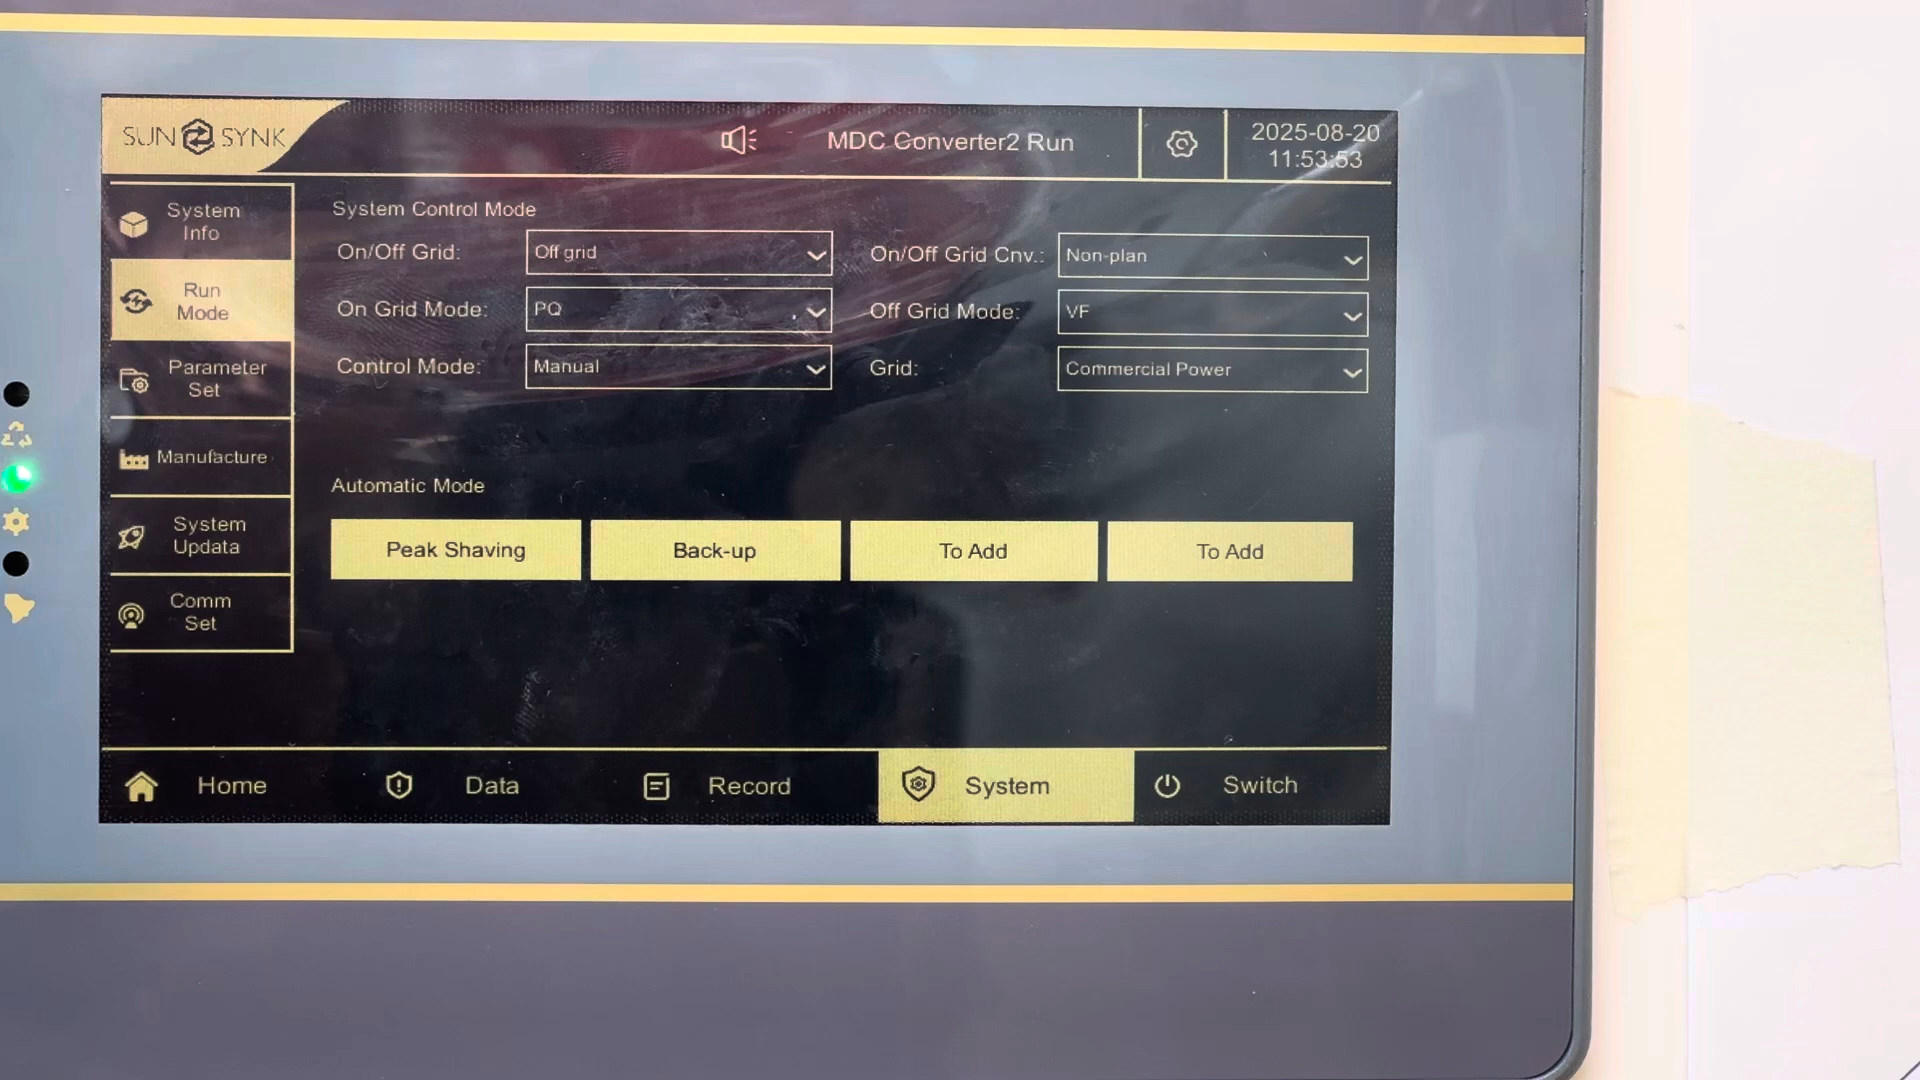 SUN SYNK
MDC Converter2 Run
2025-08-20
11:53:53
System
Info
Run
Mode
Parameter
Set
Manufacture
System
Updata
Comm
Set
System Control Mode
On/Off Grid: Off grid On/Off Grid Cnv.: Non-plan
On Grid Mode: PQ Off Grid Mode: VF
Control Mode: Manual Grid: Commercial Power
Automatic Mode
Peak Shaving Back-up To Add To Add
Home Data Record System Switch